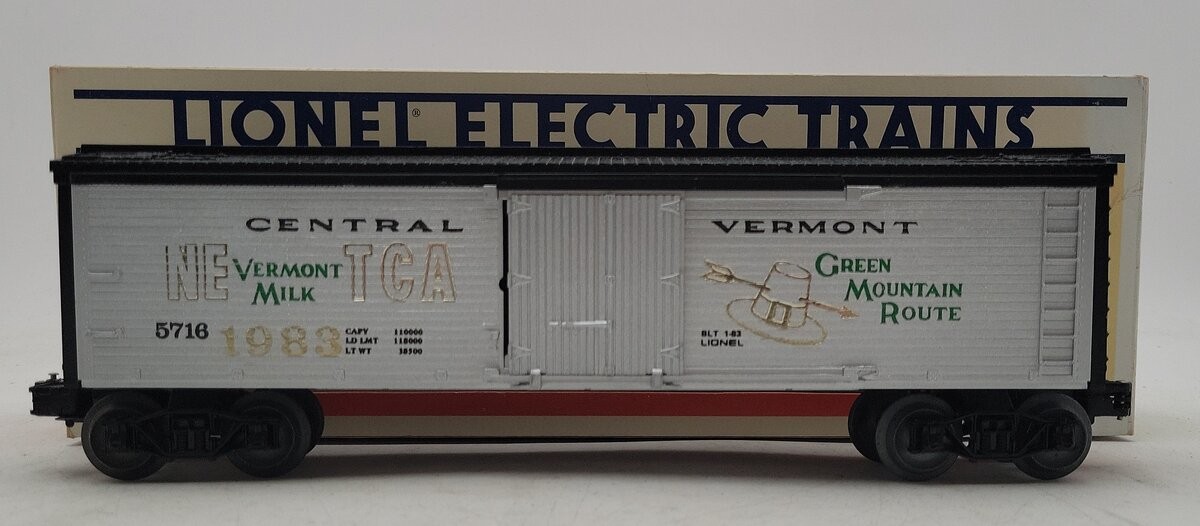 LIONEL® ELECTRIC TRAINS
CENTRAL
NE VERMONT TCA
MILK
5716 1983
CAPY 110000
LD LMT 118000
LT WT 38500
VERMONT
GREEN
MOUNTAIN
ROUTE
BLT 1-83
LIONEL